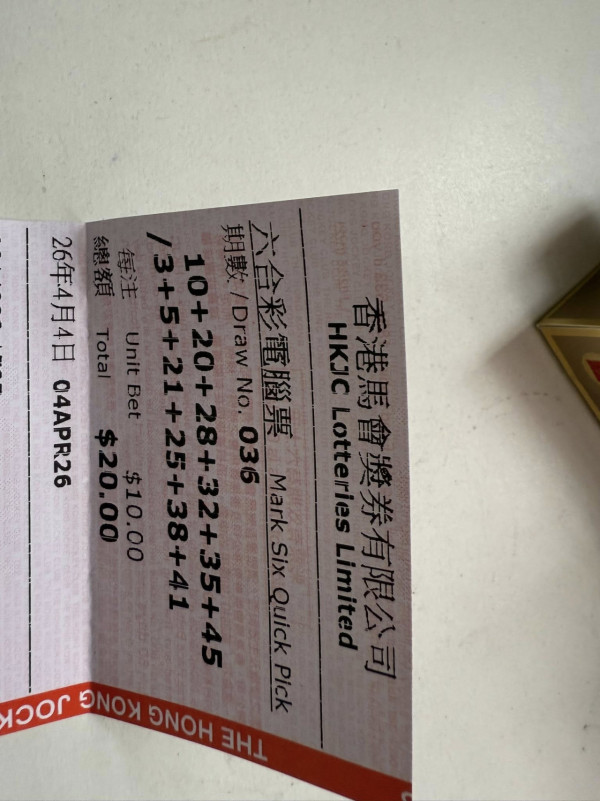 香港馬會獎券有限公司
HKJC Lotteries Limited
六合彩電腦票 Mark Six Quick Pick
期數 / Draw No. 036
10+20+28+32+35+45
/3+5+21+25+38+41
每注 Unit Bet $10.00
總額 Total $20.00
26年4月4日 04APR26
THE HONG KONG JOCK